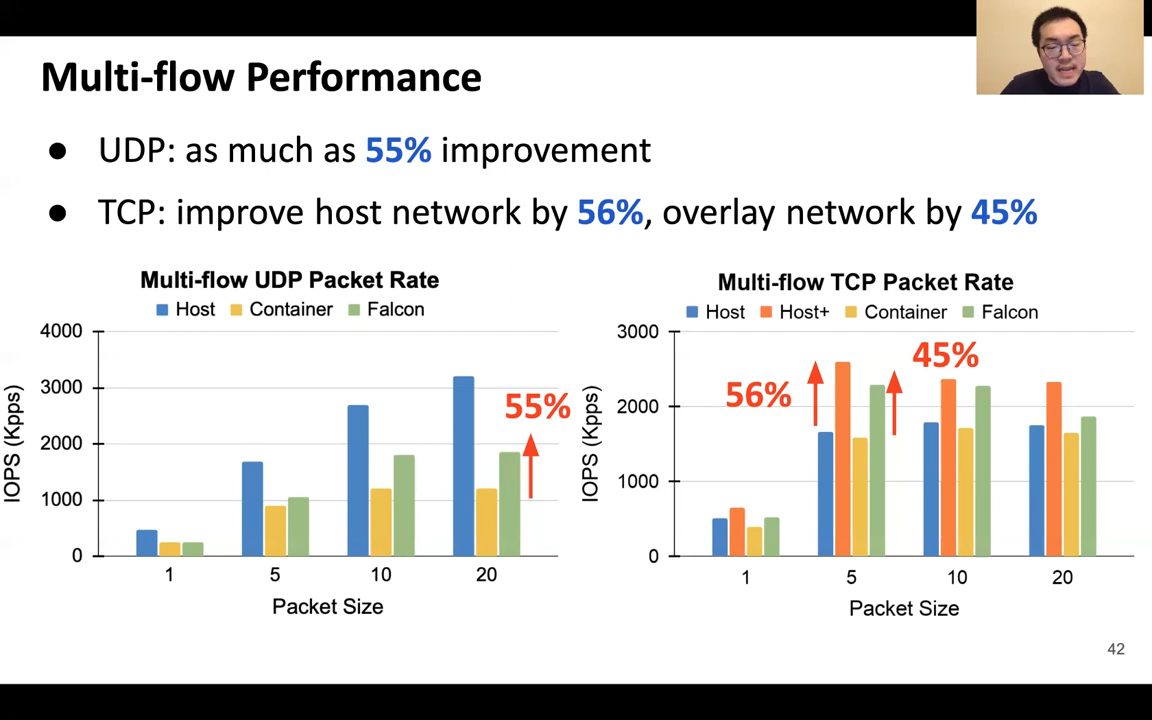 Multi-flow Performance
● UDP: as much as 55% improvement
● TCP: improve host network by 56%, overlay network by 45%
Multi-flow UDP Packet Rate
Host Container Falcon
4000
3000
2000
1000
0
IOPS (Kpps)
55%
1 5 10 20
Packet Size
Multi-flow TCP Packet Rate
Host Host+ Container Falcon
3000
2000
1000
0
IOPS (Kpps)
56%
45%
1 5 10 20
Packet Size
42